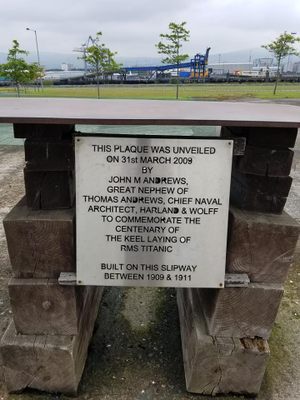 THIS PLAQUE WAS UNVEILED
ON 31st MARCH 2009
BY
JOHN M ANDREWS,
GREAT NEPHEW OF
THOMAS ANDREWS, CHIEF NAVAL
ARCHITECT, HARLAND & WOLFF
TO COMMEMORATE THE
CENTENARY OF
THE KEEL LAYING OF
RMS TITANIC
BUILT ON THIS SLIPWAY
BETWEEN 1909 & 1911